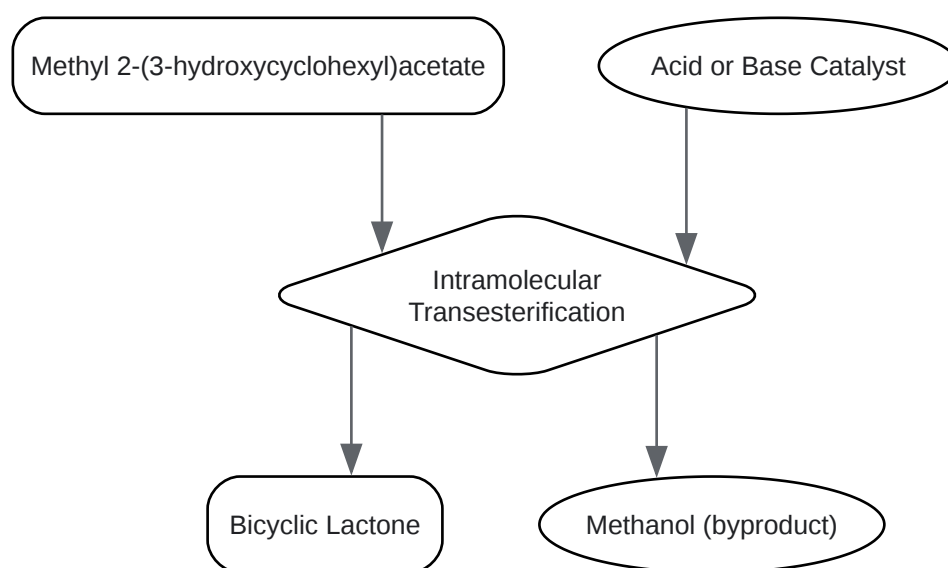 Methyl 2-(3-hydroxycyclohexyl)acetate
Acid or Base Catalyst
Intramolecular
Transesterification
Bicyclic Lactone
Methanol (byproduct)